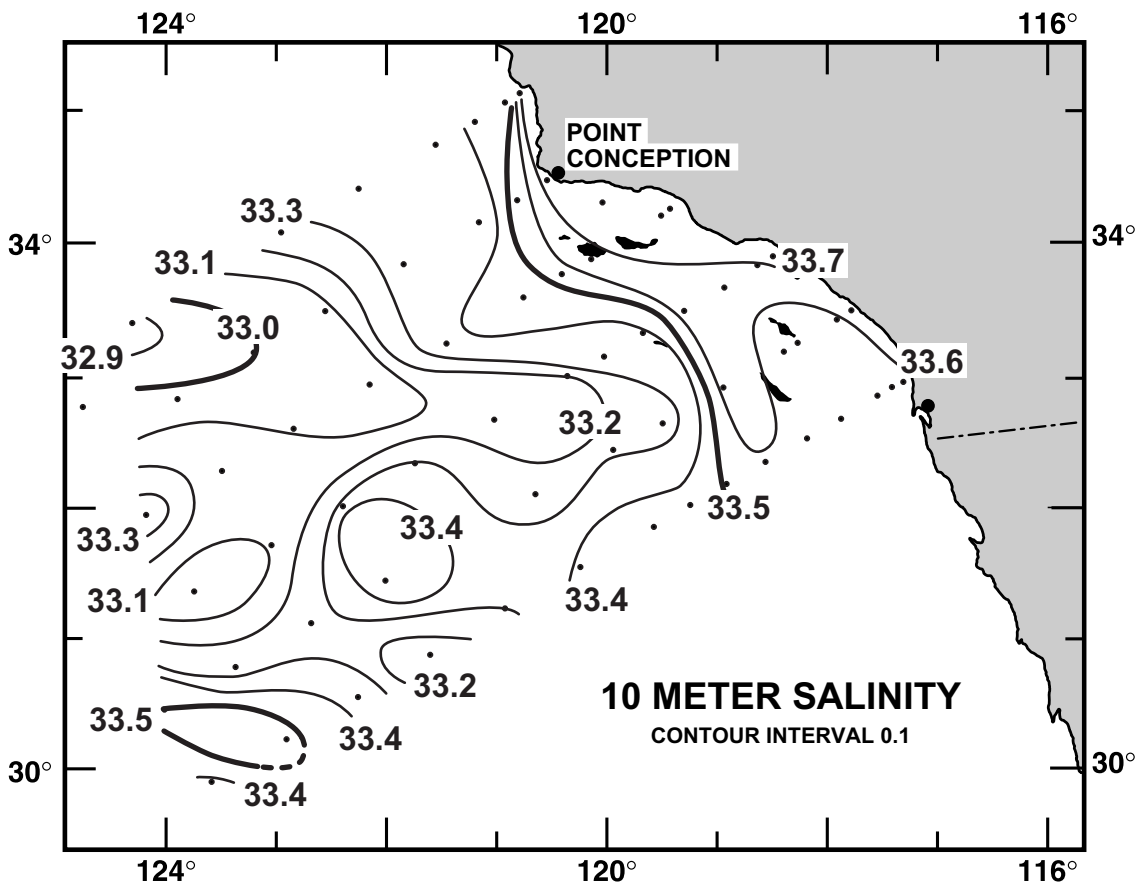 124° 120° 116°
POINT
CONCEPTION
33.3
34° 34°
33.1 33.7
33.0
32.9 33.6
33.2
33.5
33.4
33.3
33.1 33.4
33.2
10 METER SALINITY
33.5
33.4 CONTOUR INTERVAL 0.1
30° 30°
33.4
124° 120° 116°